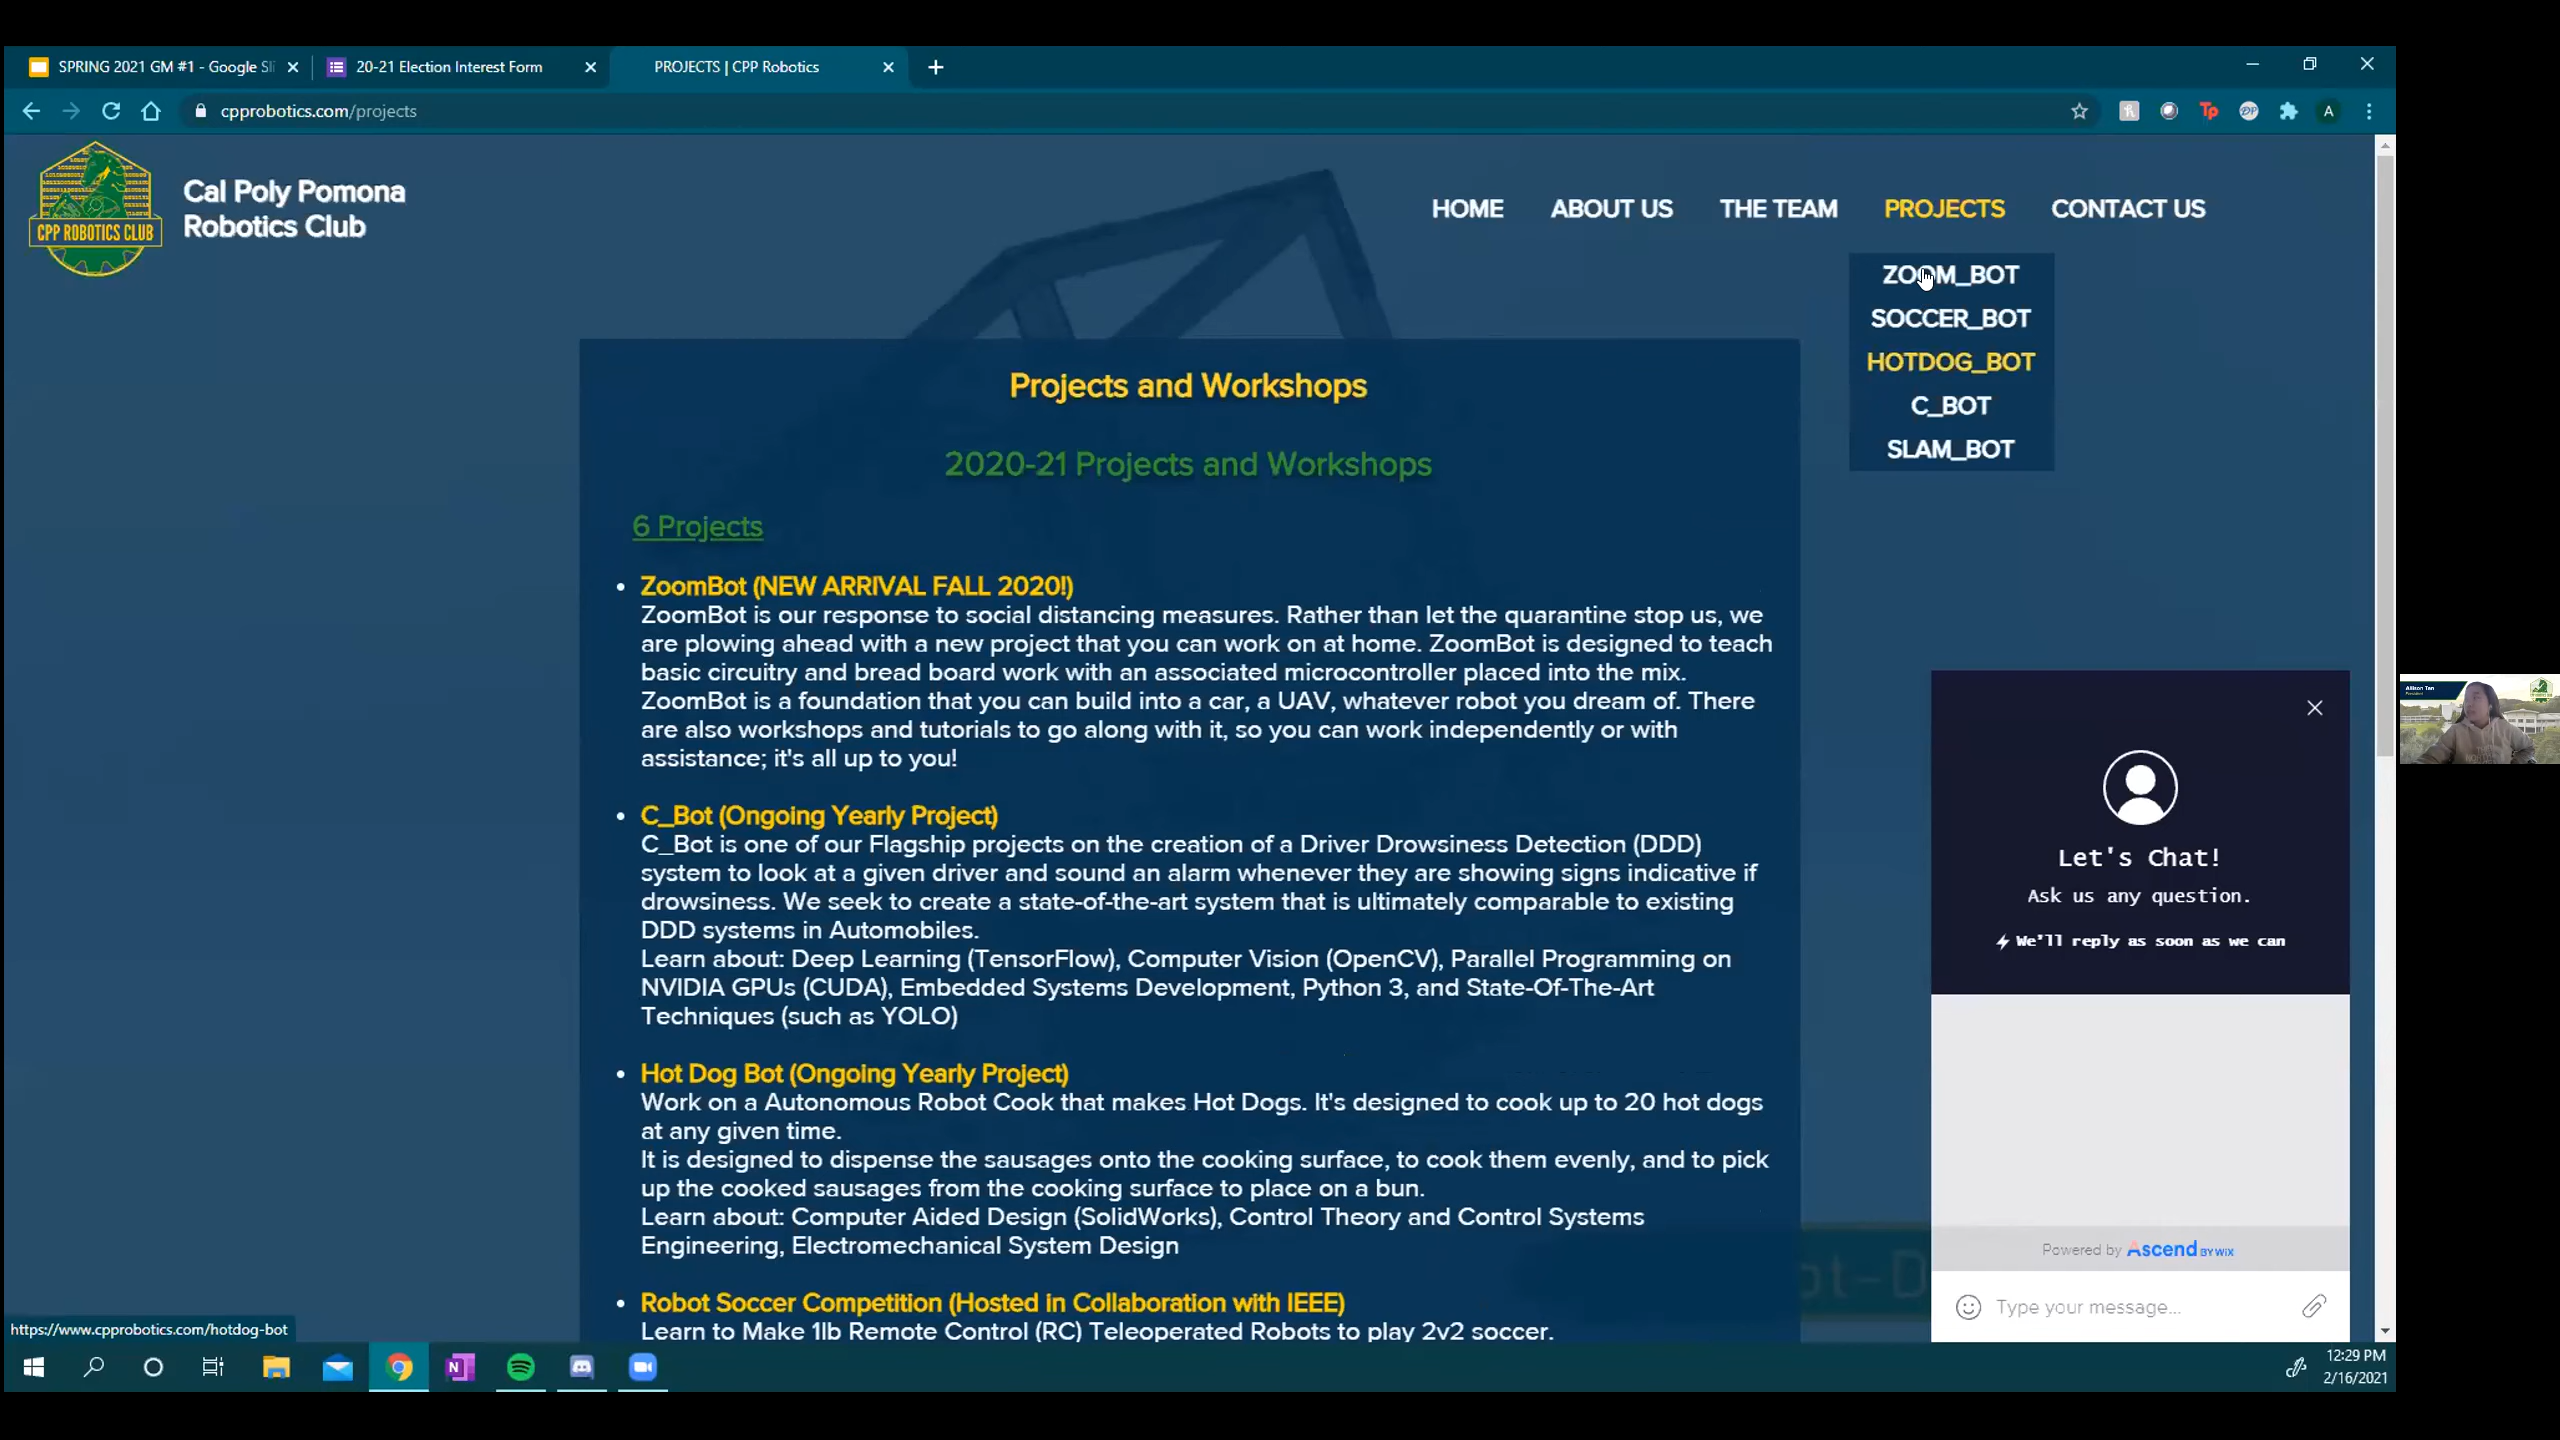 SPRING 2021 GM #1 - Google Sli
20-21 Election Interest Form
PROJECTS | CPP Robotics
cpprobotics.com/projects
CPP ROBOTICS CLUB
Cal Poly Pomona
Robotics Club
HOME
ABOUT US
THE TEAM
PROJECTS
CONTACT US
ZOOM_BOT
SOCCER_BOT
HOTDOG_BOT
C_BOT
SLAM_BOT
Projects and Workshops
2020-21 Projects and Workshops
6 Projects
• ZoomBot (NEW ARRIVAL FALL 2020!)
ZoomBot is our response to social distancing measures. Rather than let the quarantine stop us, we
are plowing ahead with a new project that you can work on at home. ZoomBot is designed to teach
basic circuitry and bread board work with an associated microcontroller placed into the mix.
ZoomBot is a foundation that you can build into a car, a UAV, whatever robot you dream of. There
are also workshops and tutorials to go along with it, so you can work independently or with
assistance; it's all up to you!
• C_Bot (Ongoing Yearly Project)
C_Bot is one of our Flagship projects on the creation of a Driver Drowsiness Detection (DDD)
system to look at a given driver and sound an alarm whenever they are showing signs indicative if
drowsiness. We seek to create a state-of-the-art system that is ultimately comparable to existing
DDD systems in Automobiles.
Learn about: Deep Learning (TensorFlow), Computer Vision (OpenCV), Parallel Programming on
NVIDIA GPUs (CUDA), Embedded Systems Development, Python 3, and State-Of-The-Art
Techniques (such as YOLO)
• Hot Dog Bot (Ongoing Yearly Project)
Work on a Autonomous Robot Cook that makes Hot Dogs. It's designed to cook up to 20 hot dogs
at any given time.
It is designed to dispense the sausages onto the cooking surface, to cook them evenly, and to pick
up the cooked sausages from the cooking surface to place on a bun.
Learn about: Computer Aided Design (SolidWorks), Control Theory and Control Systems
Engineering, Electromechanical System Design
• Robot Soccer Competition (Hosted in Collaboration with IEEE)
Learn to Make 1lb Remote Control (RC) Teleoperated Robots to play 2v2 soccer.
Let's Chat!
Ask us any question.
We'll reply as soon as we can
Powered by Ascend BY WIX
Type your message...
Allison Tan
https://www.cpprobotics.com/hotdog-bot
12:29 PM
2/16/2021